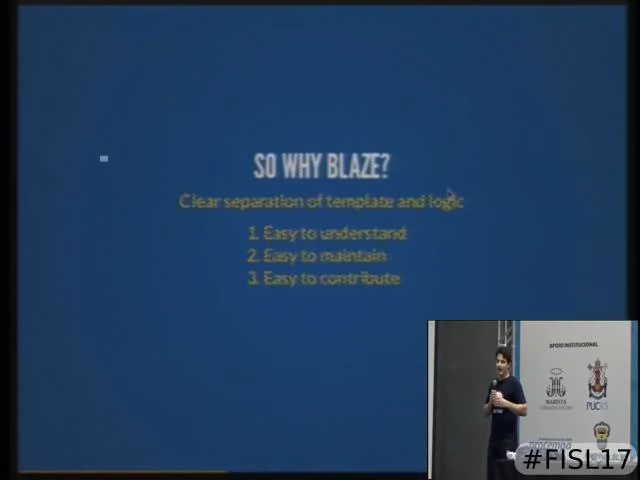 SO WHY BLAZE?
Clear separation of template and logic
1. Easy to understand
2. Easy to maintain
3. Easy to contribute
APOIO INSTITUCIONAL
MARISTA
PUCRS
procempa
#FISL17